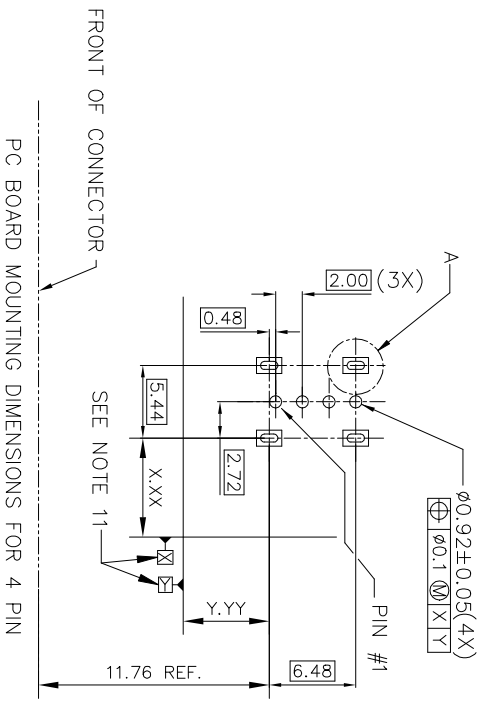 A
2.00 (3X)
ø0.92±0.05(4X)
ø0.1 Ⓜ X Y
0.48
PIN #1
6.48
5.44
2.72
X.XX
X
Y
Y.YY
SEE NOTE 11
11.76 REF.
FRONT OF CONNECTOR
PC BOARD MOUNTING DIMENSIONS FOR 4 PIN